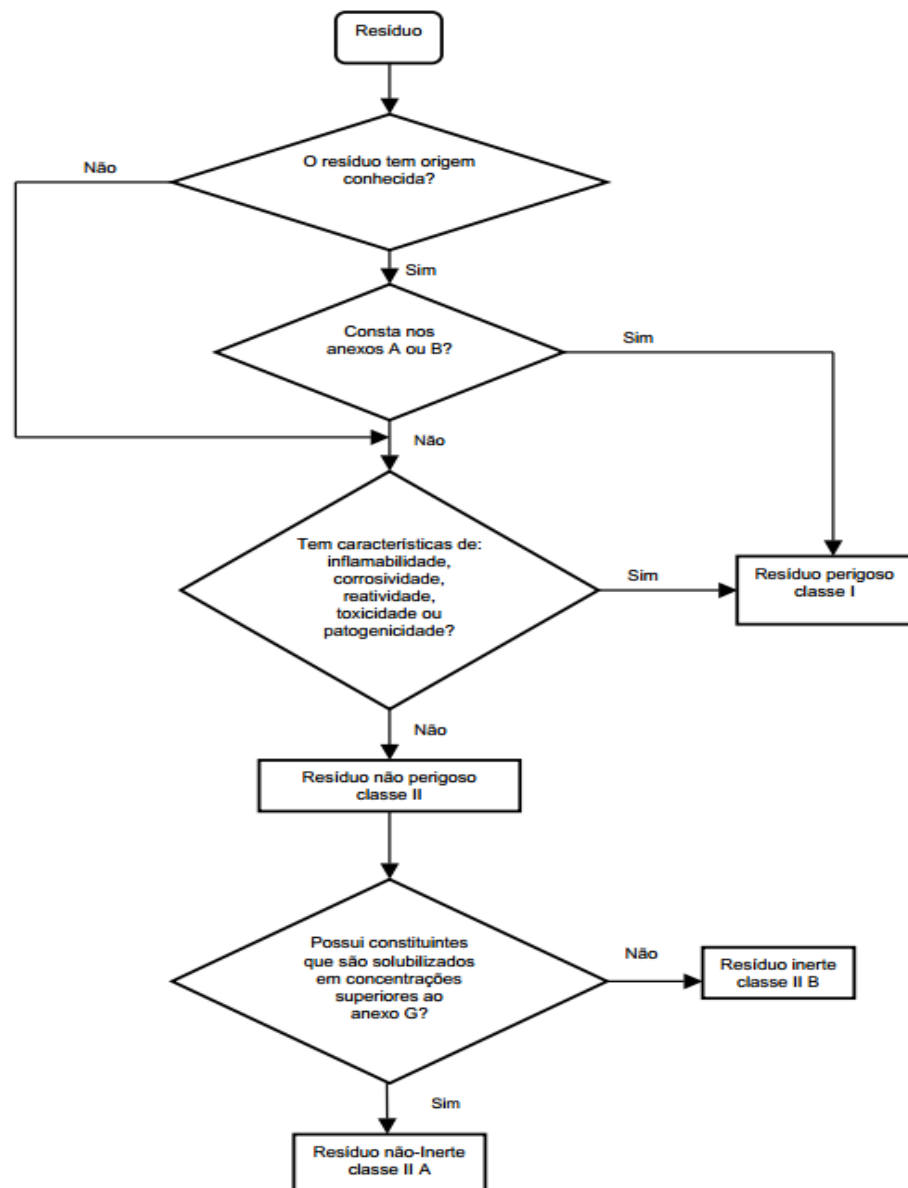 Resíduo
O resíduo tem origem
conhecida?
Não
Sim
Consta nos
anexos A ou B?
Sim
Não
Tem características de:
inflamabilidade,
corrosividade,
reatividade,
toxicidade ou
patogenicidade?
Sim
Resíduo perigoso
classe I
Não
Resíduo não perigoso
classe II
Possui constituintes
que são solubilizados
em concentrações
superiores ao
anexo G?
Não
Resíduo inerte
classe II B
Sim
Resíduo não-Inerte
classe II A